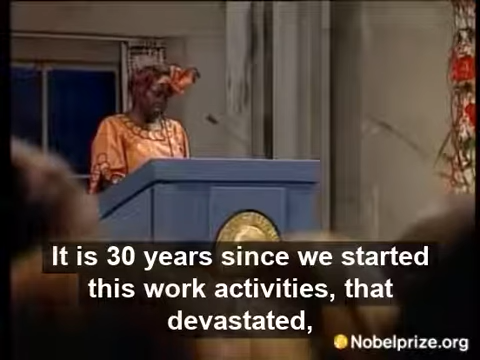 It is 30 years since we started
this work activities, that
devastated,
Nobelprize.org